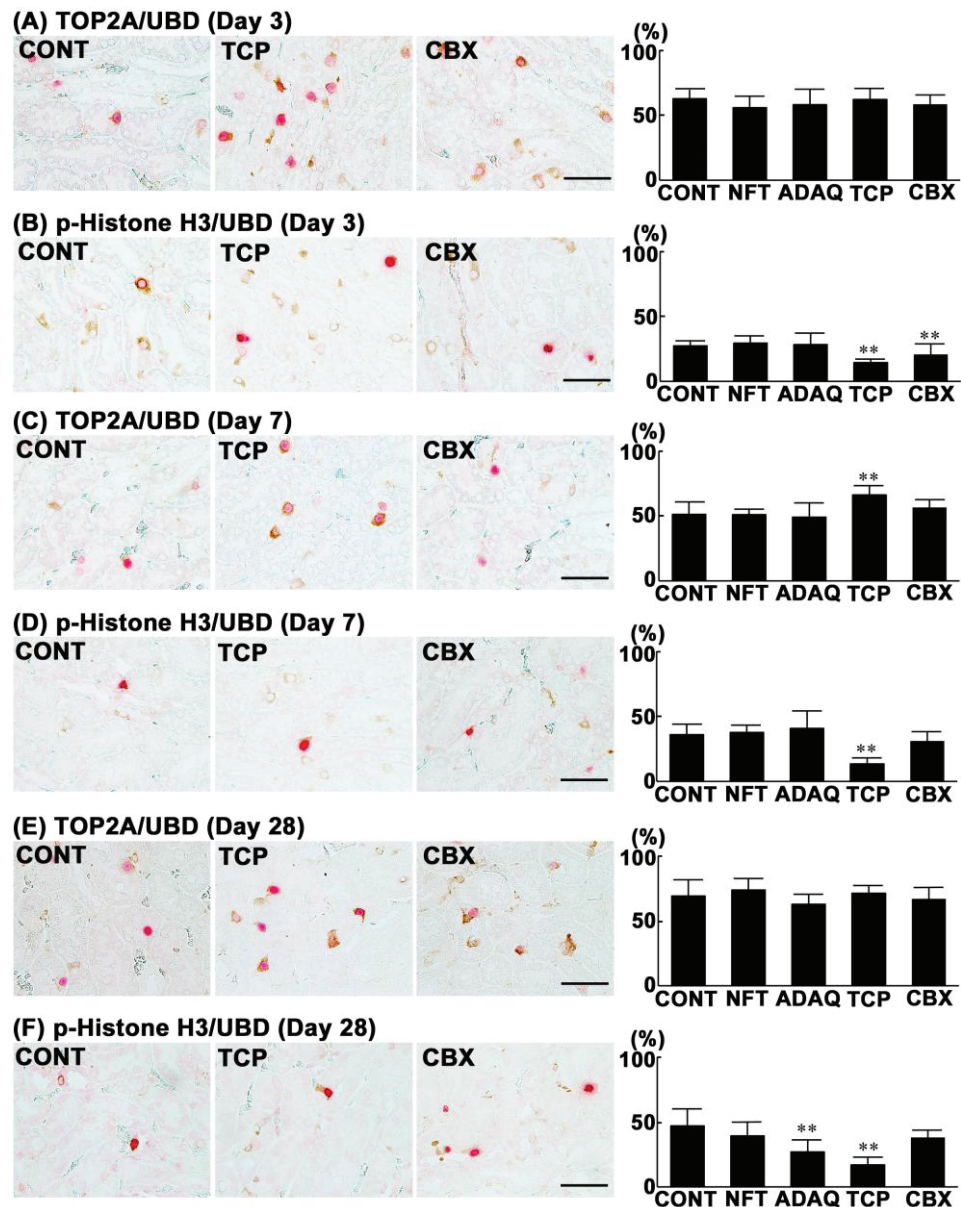 (A) TOP2A/UBD (Day 3)
CONT TCP CBX
(%)
100
50
0
CONT NFT ADAQ TCP CBX
(B) p-Histone H3/UBD (Day 3)
CONT TCP CBX
(%)
100
50
0
** **
CONT NFT ADAQ TCP CBX
(C) TOP2A/UBD (Day 7)
CONT TCP CBX
(%)
100
50
0
**
CONT NFT ADAQ TCP CBX
(D) p-Histone H3/UBD (Day 7)
CONT TCP CBX
(%)
100
50
0
**
CONT NFT ADAQ TCP CBX
(E) TOP2A/UBD (Day 28)
CONT TCP CBX
(%)
100
50
0
CONT NFT ADAQ TCP CBX
(F) p-Histone H3/UBD (Day 28)
CONT TCP CBX
(%)
100
50
0
** **
CONT NFT ADAQ TCP CBX